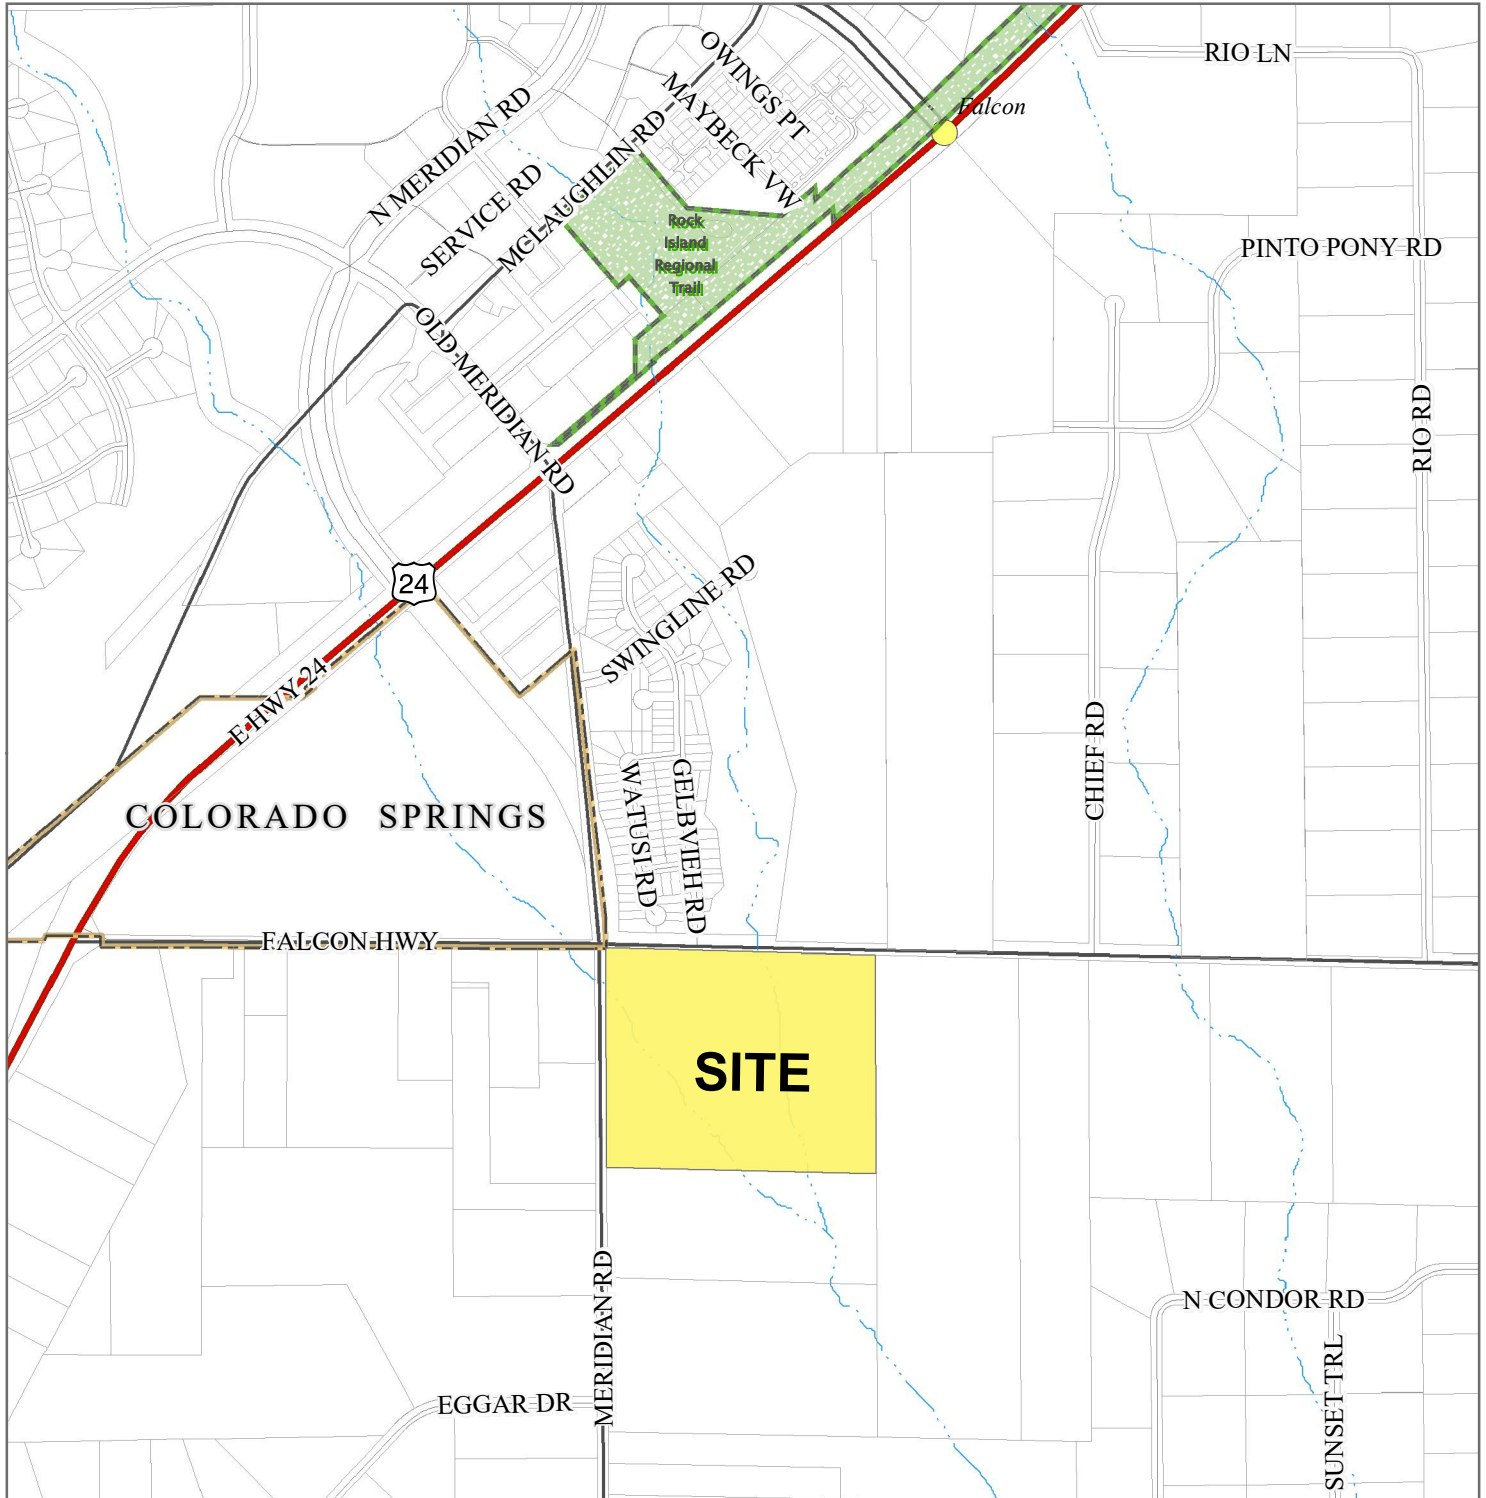 OWINGS PT
RIO LN
MAYBECK VW
Falcon
N MERIDIAN RD
MCLAUGHLIN RD
SERVICE RD
Rock
Island
Regional
Trail
PINTO PONY RD
OLD MERIDIAN RD
RIO RD
24
SWINGLINE RD
E HWY 24
CHIEF RD
WATUSI RD
GELBVIEH RD
COLORADO SPRINGS
FALCON HWY
SITE
MERIDIAN RD
N CONDOR RD
SUNSET TRL
EGGAR DR